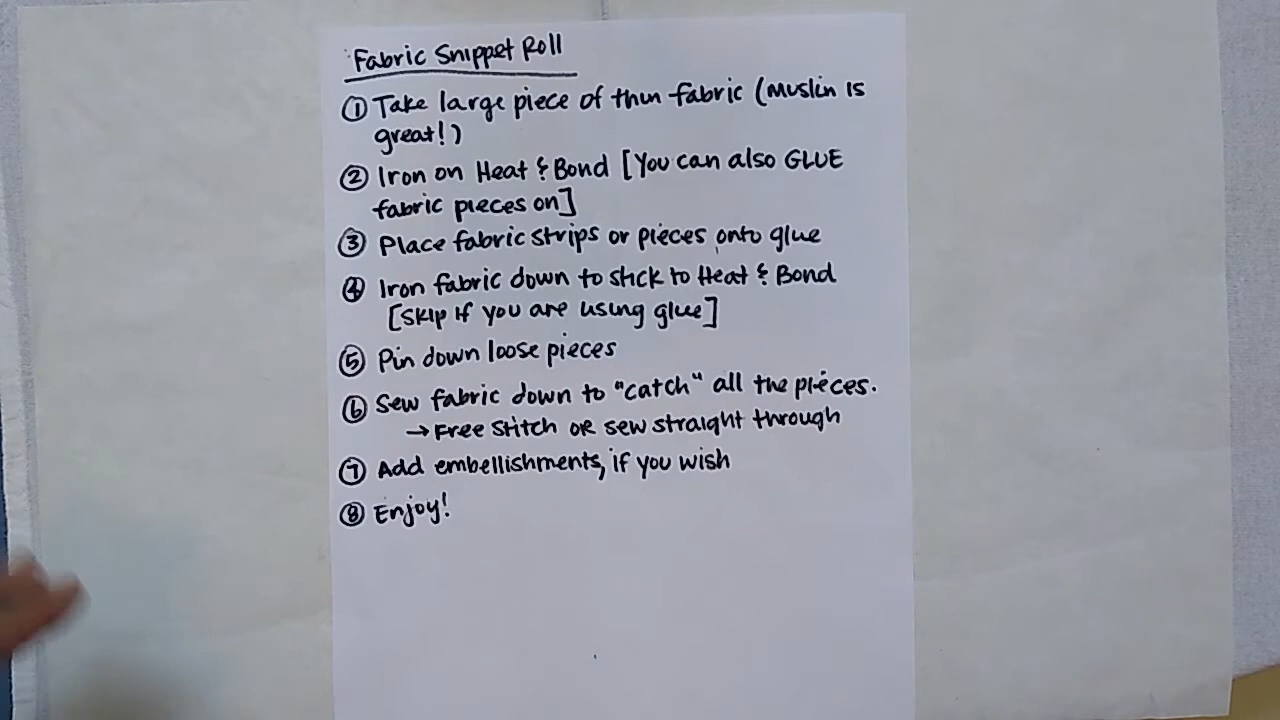 Fabric Snippet Roll
① Take large piece of thin fabric (Muslin is
great!)
② Iron on Heat & Bond [You can also GLUE
fabric pieces on]
③ Place fabric strips or pieces onto glue
④ Iron fabric down to stick to Heat & Bond
[skip if you are using glue]
⑤ Pin down loose pieces
⑥ Sew fabric down to "catch" all the pieces.
→ Free stitch OR sew straight through
⑦ Add embellishments, if you wish
⑧ Enjoy!